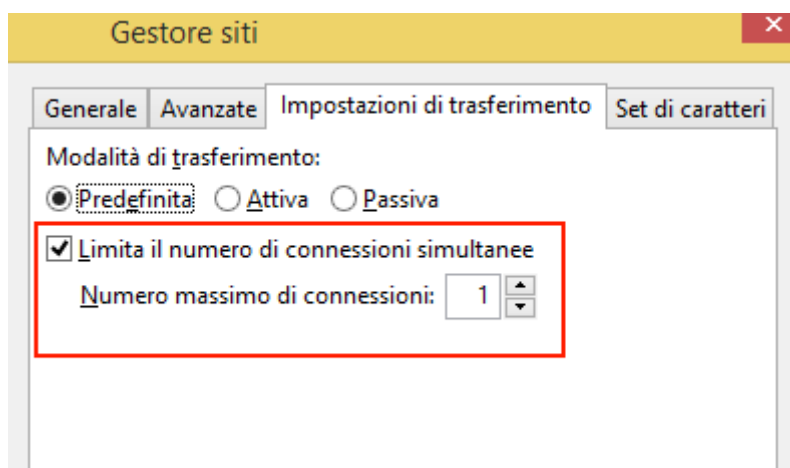 Gestore siti
Generale Avanzate Impostazioni di trasferimento Set di caratteri
Modalità di trasferimento:
Predefinita Attiva Passiva
Limita il numero di connessioni simultanee
Numero massimo di connessioni: 1